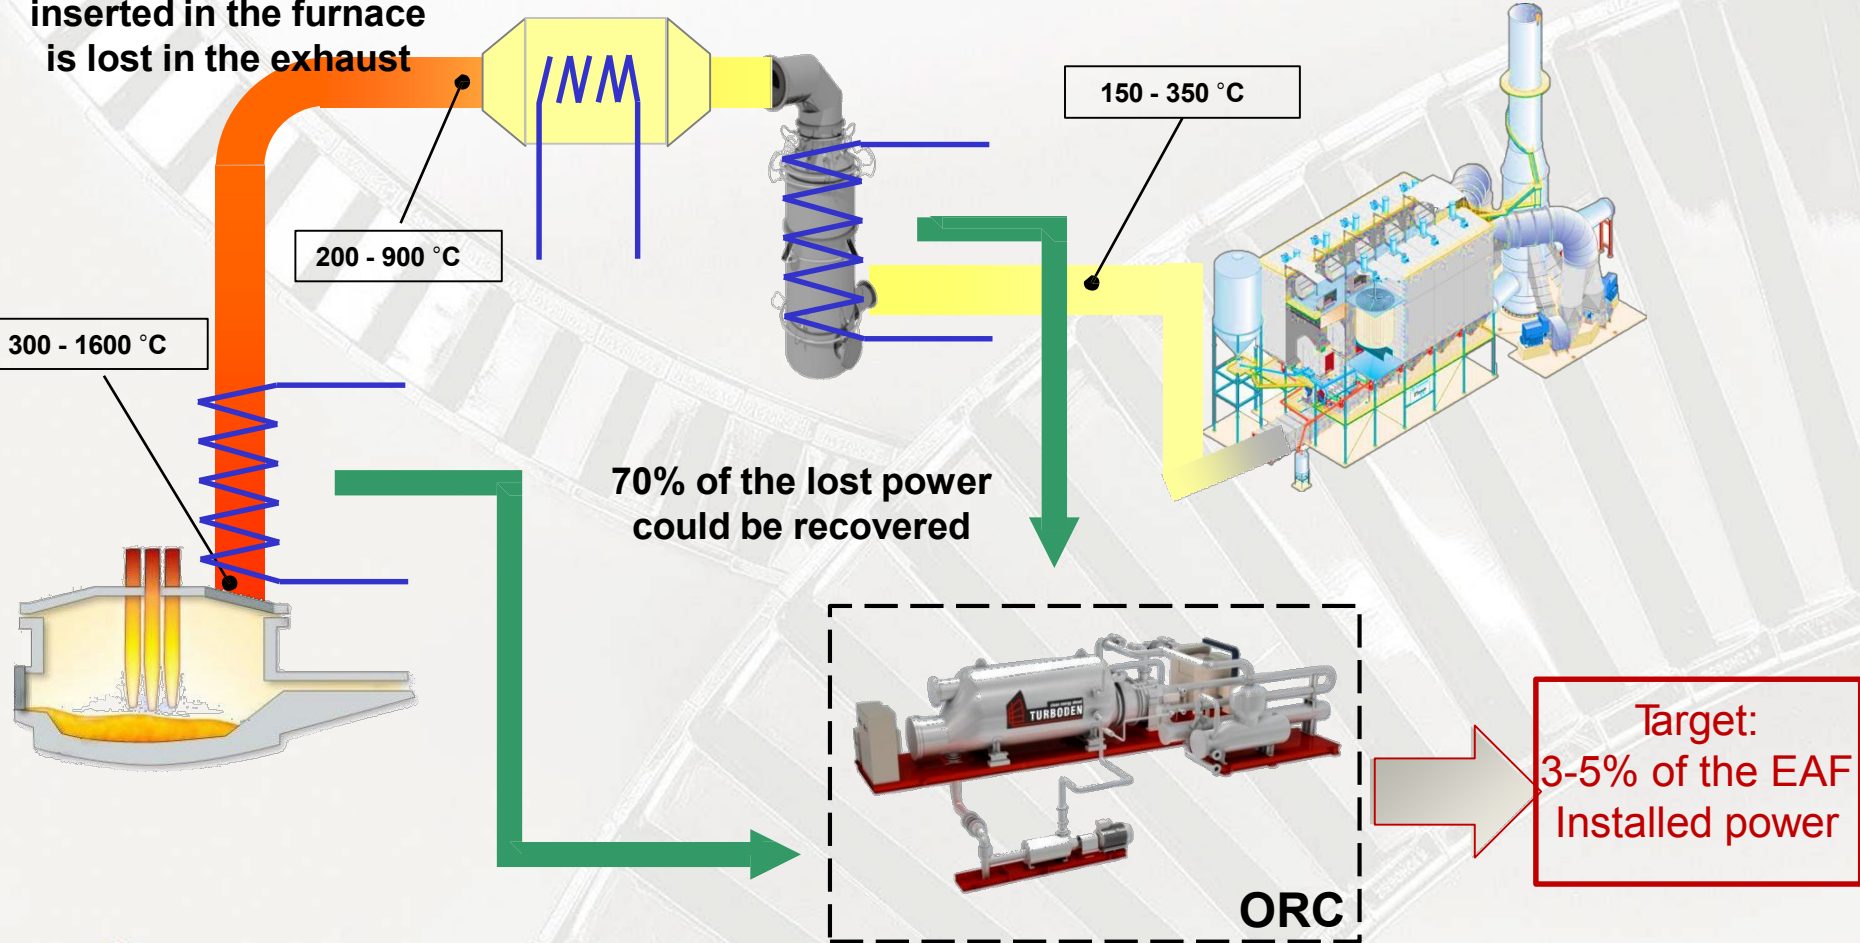 inserted in the furnace
is lost in the exhaust
150 - 350 °C
200 - 900 °C
300 - 1600 °C
70% of the lost power
could be recovered
TURBODEN
Target:
3-5% of the EAF
Installed power
ORC